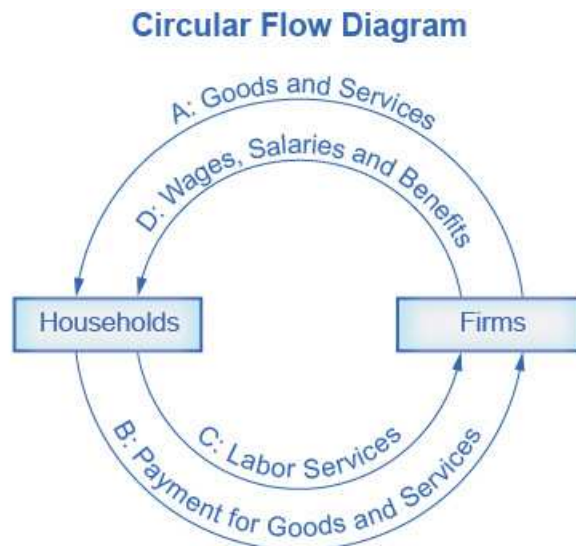 Circular Flow Diagram
A: Goods and Services
D: Wages, Salaries and Benefits
Households
Firms
C: Labor Services
B: Payment for Goods and Services